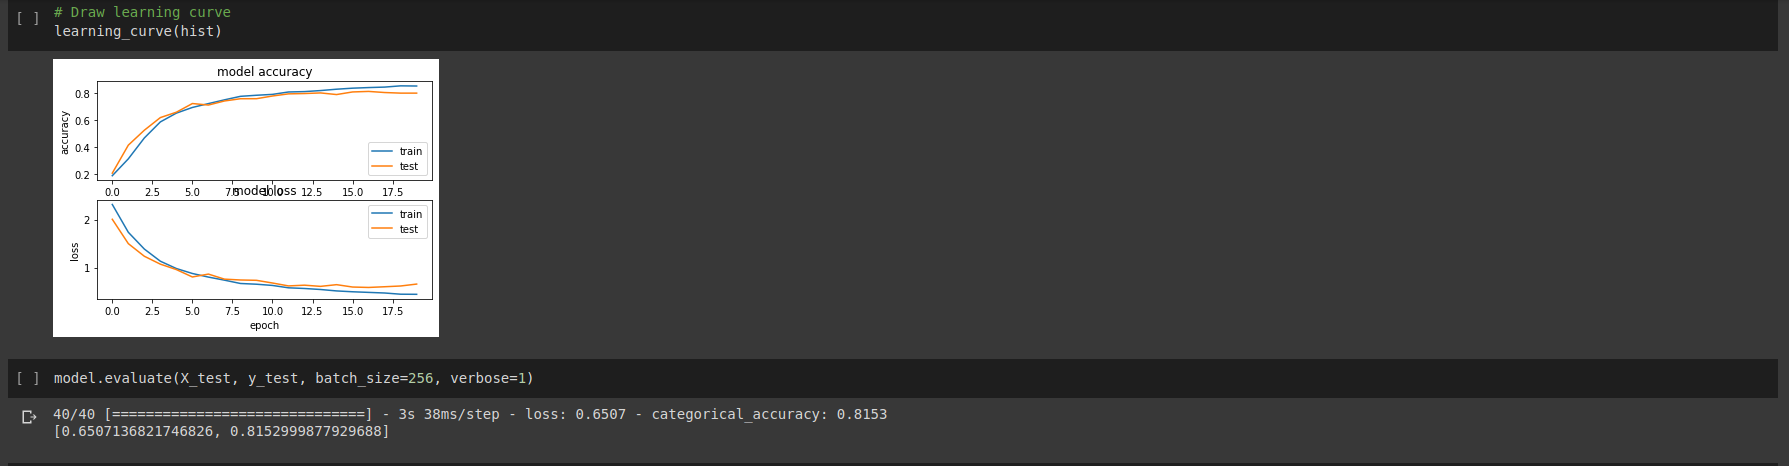 [ ] # Draw learning curve
learning_curve(hist)
model accuracy
0.8
0.6
0.4
0.2
accuracy
train
test
0.0 2.5 5.0 7.5 10.0 12.5 15.0 17.5
model loss
2
1
loss
train
test
0.0 2.5 5.0 7.5 10.0 12.5 15.0 17.5
epoch
[ ] model.evaluate(X_test, y_test, batch_size=256, verbose=1)
40/40 [==============================] - 3s 38ms/step - loss: 0.6507 - categorical_accuracy: 0.8153
[0.6507136821746826, 0.8152999877929688]